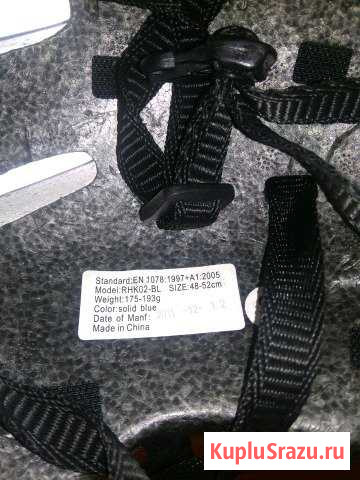 Standard:EN 1078:1997+A1:2005
Model:RHK02-BL SIZE:48-52cm
Weight:175-193g
Color:solid blue
Date of Manf:
Made in China
KupluSrazu.ru